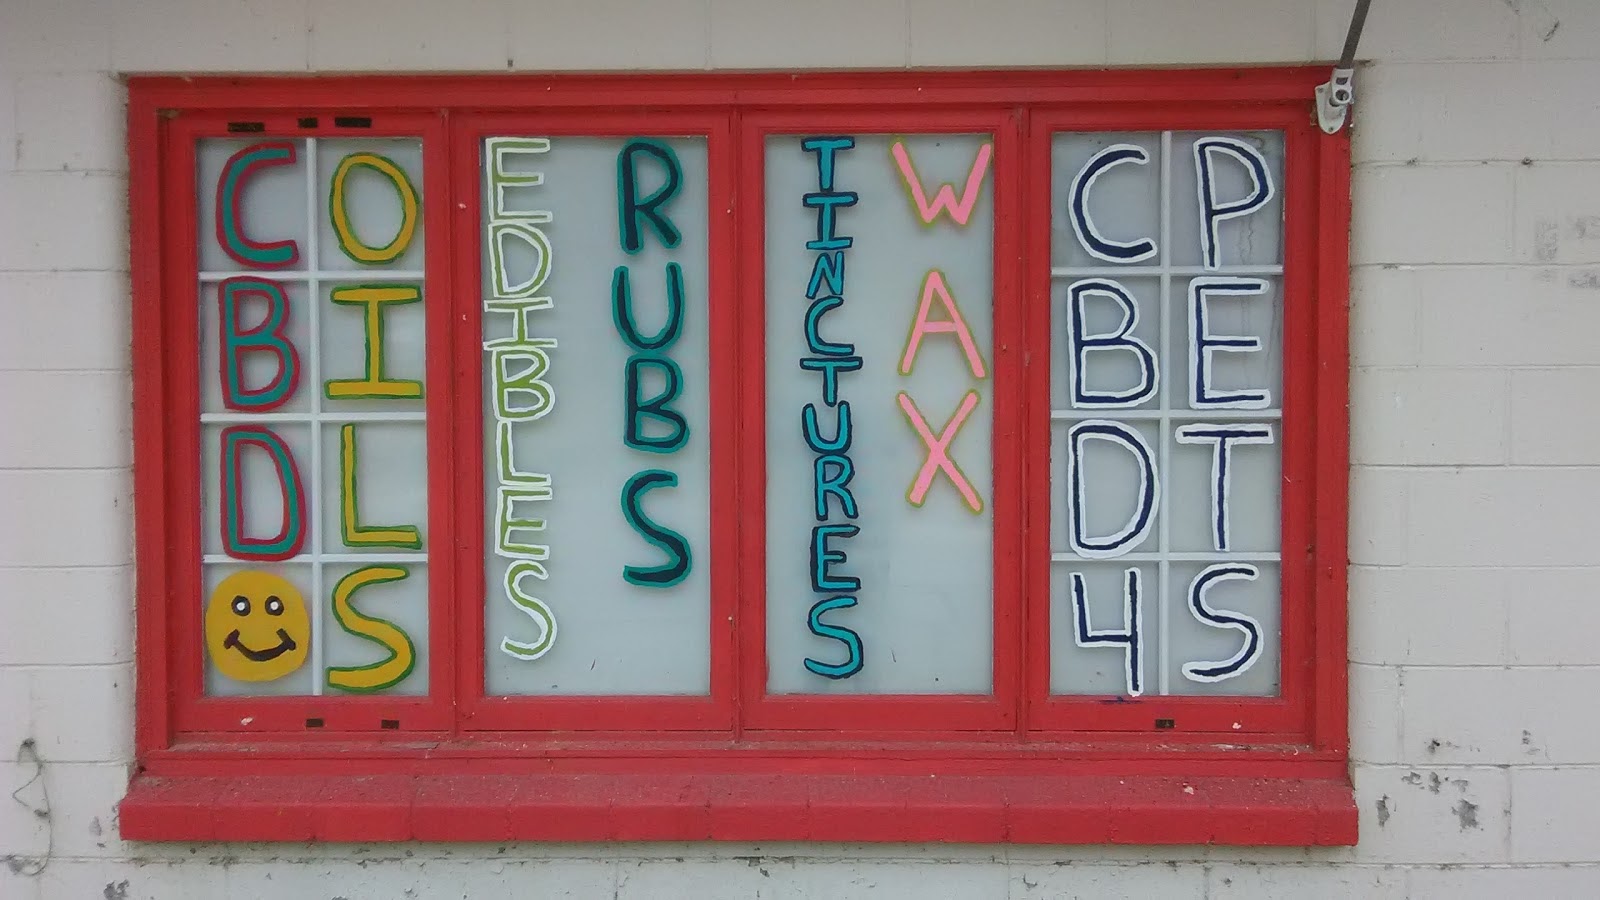 CBD
OILS
EDIBLES
RUBS
TINCTURES
WAX
CBD4
PETS